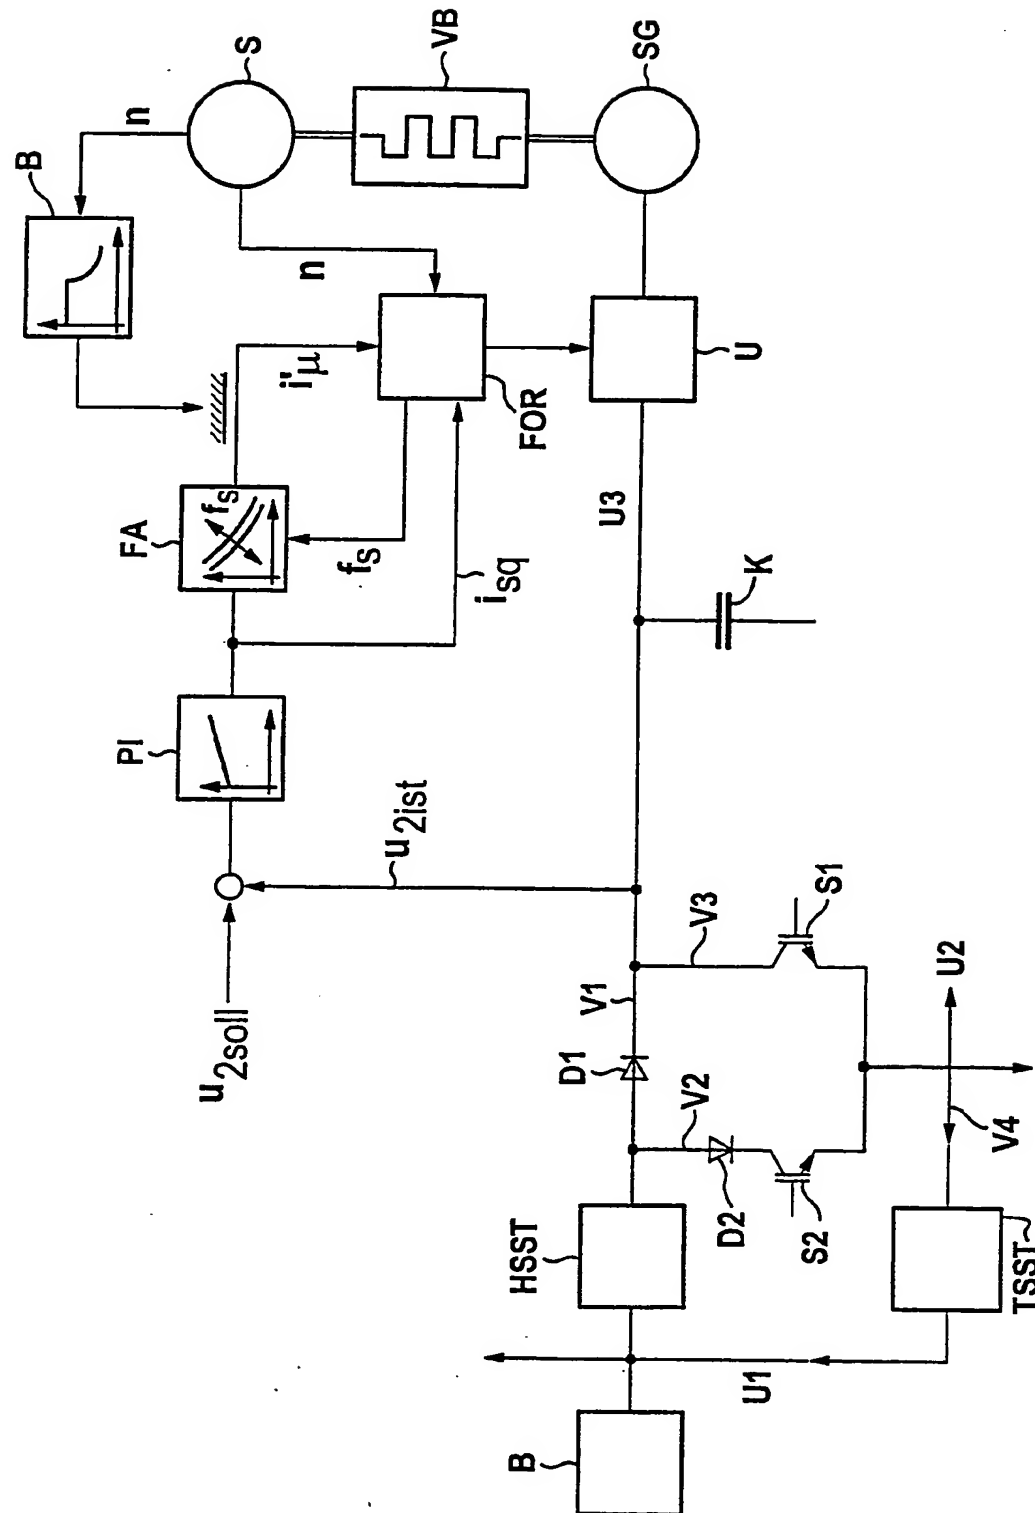 S
VB
SG
n
B
n
i'μ
FOR
U
FA
fS
fS
isq
U3
K
PI
u2ist
u2soll
V3
S1
V1
D1
V2
U2
D2
S2
V4
HSST
TSST
U1
B